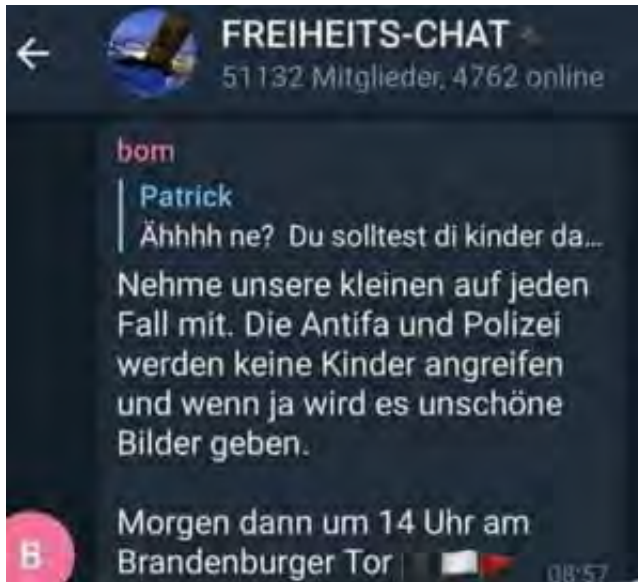 FREIHEITS-CHAT
51132 Mitglieder, 4762 online
bom
Patrick
Ähhhh ne? Du solltest di kinder da...
Nehme unsere kleinen auf jeden
Fall mit. Die Antifa und Polizei
werden keine Kinder angreifen
und wenn ja wird es unschöne
Bilder geben.
Morgen dann um 14 Uhr am
B
Brandenburger Tor
08:57